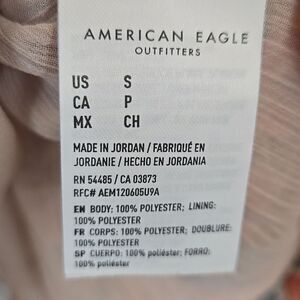 AMERICAN EAGLE
OUTFITTERS
US S
CA P
MX CH
MADE IN JORDAN / FABRIQUÉ EN
JORDANIE / HECHO EN JORDANIA
RN 54485 / CA 03873
RFC# AEM120605U9A
EN BODY: 100% POLYESTER; LINING:
100% POLYESTER
FR CORPS: 100% POLYESTER; DOUBLURE:
100% POLYESTER
SP CUERPO: 100% poliéster; FORRO:
100% poliéster